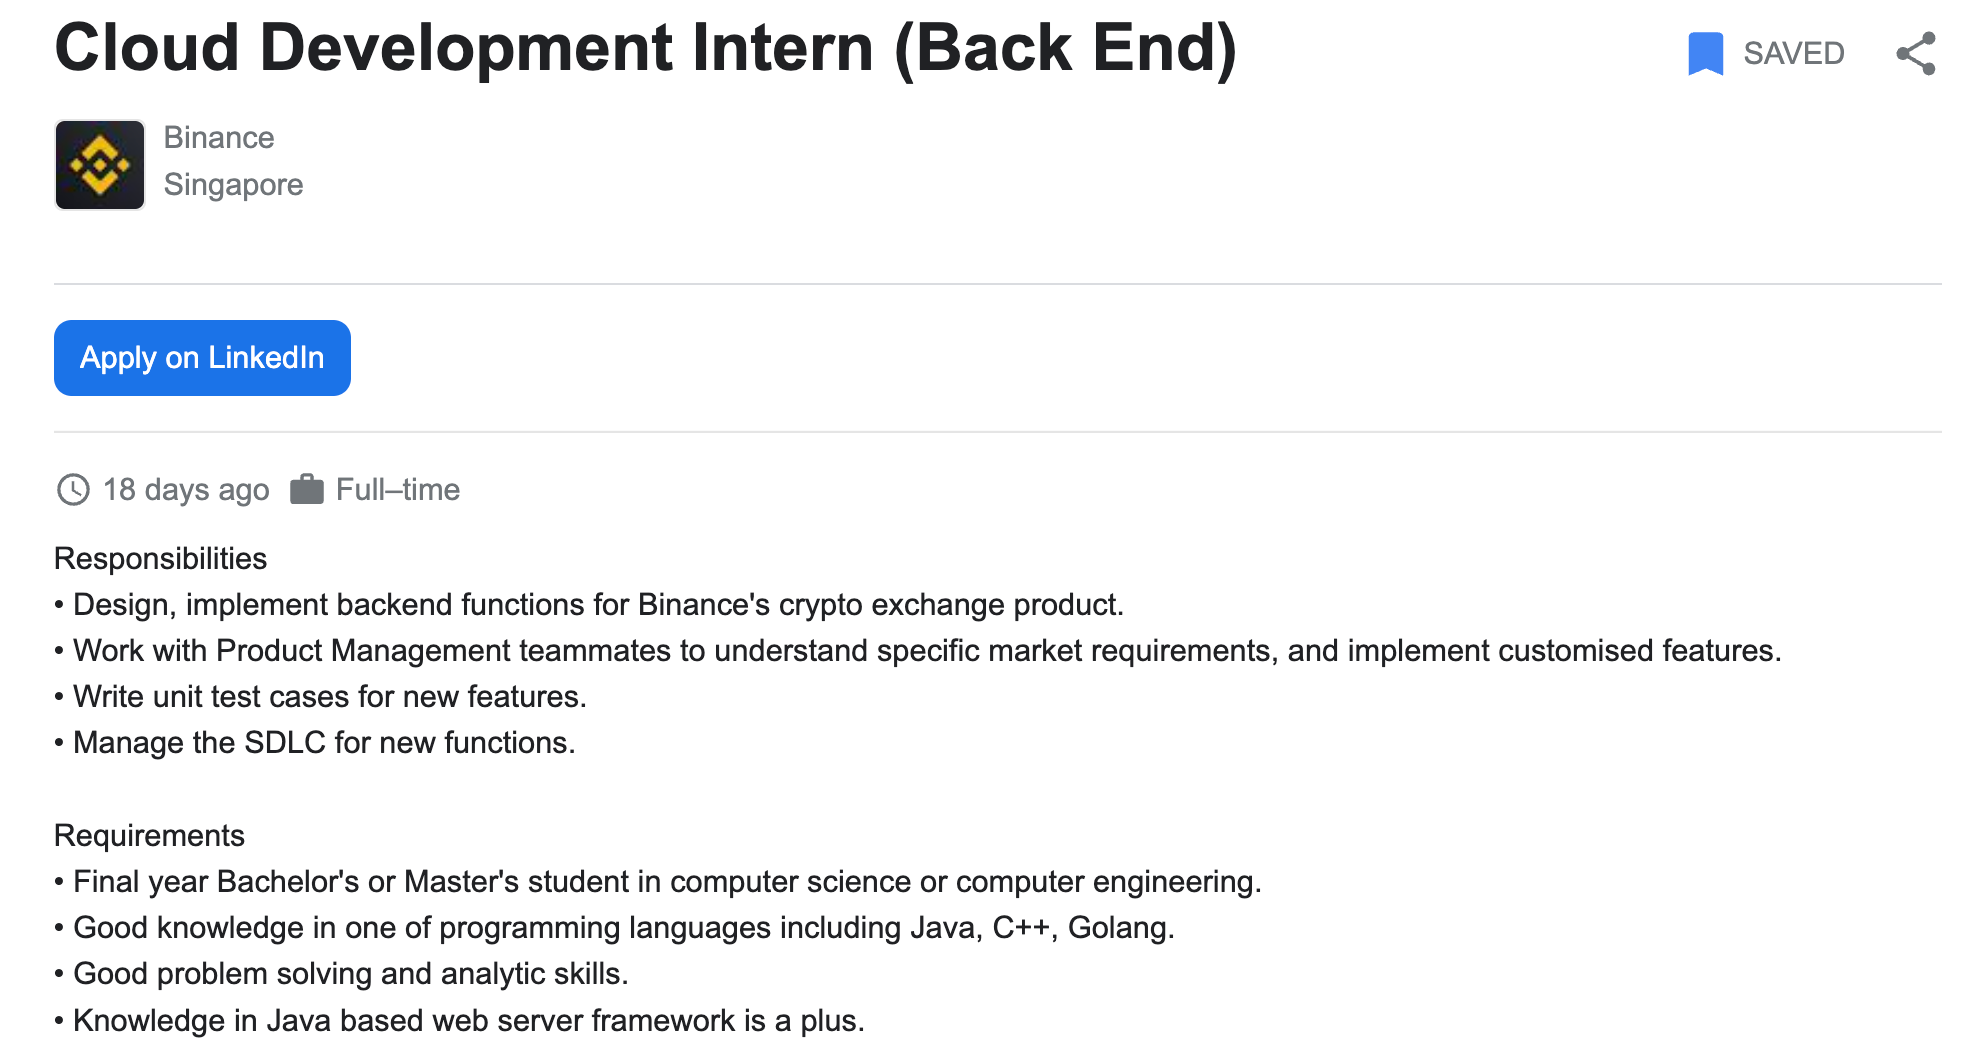 Cloud Development Intern (Back End)
SAVED
Binance
Singapore
Apply on LinkedIn
18 days ago Full–time
Responsibilities
• Design, implement backend functions for Binance's crypto exchange product.
• Work with Product Management teammates to understand specific market requirements, and implement customised features.
• Write unit test cases for new features.
• Manage the SDLC for new functions.
Requirements
• Final year Bachelor's or Master's student in computer science or computer engineering.
• Good knowledge in one of programming languages including Java, C++, Golang.
• Good problem solving and analytic skills.
• Knowledge in Java based web server framework is a plus.